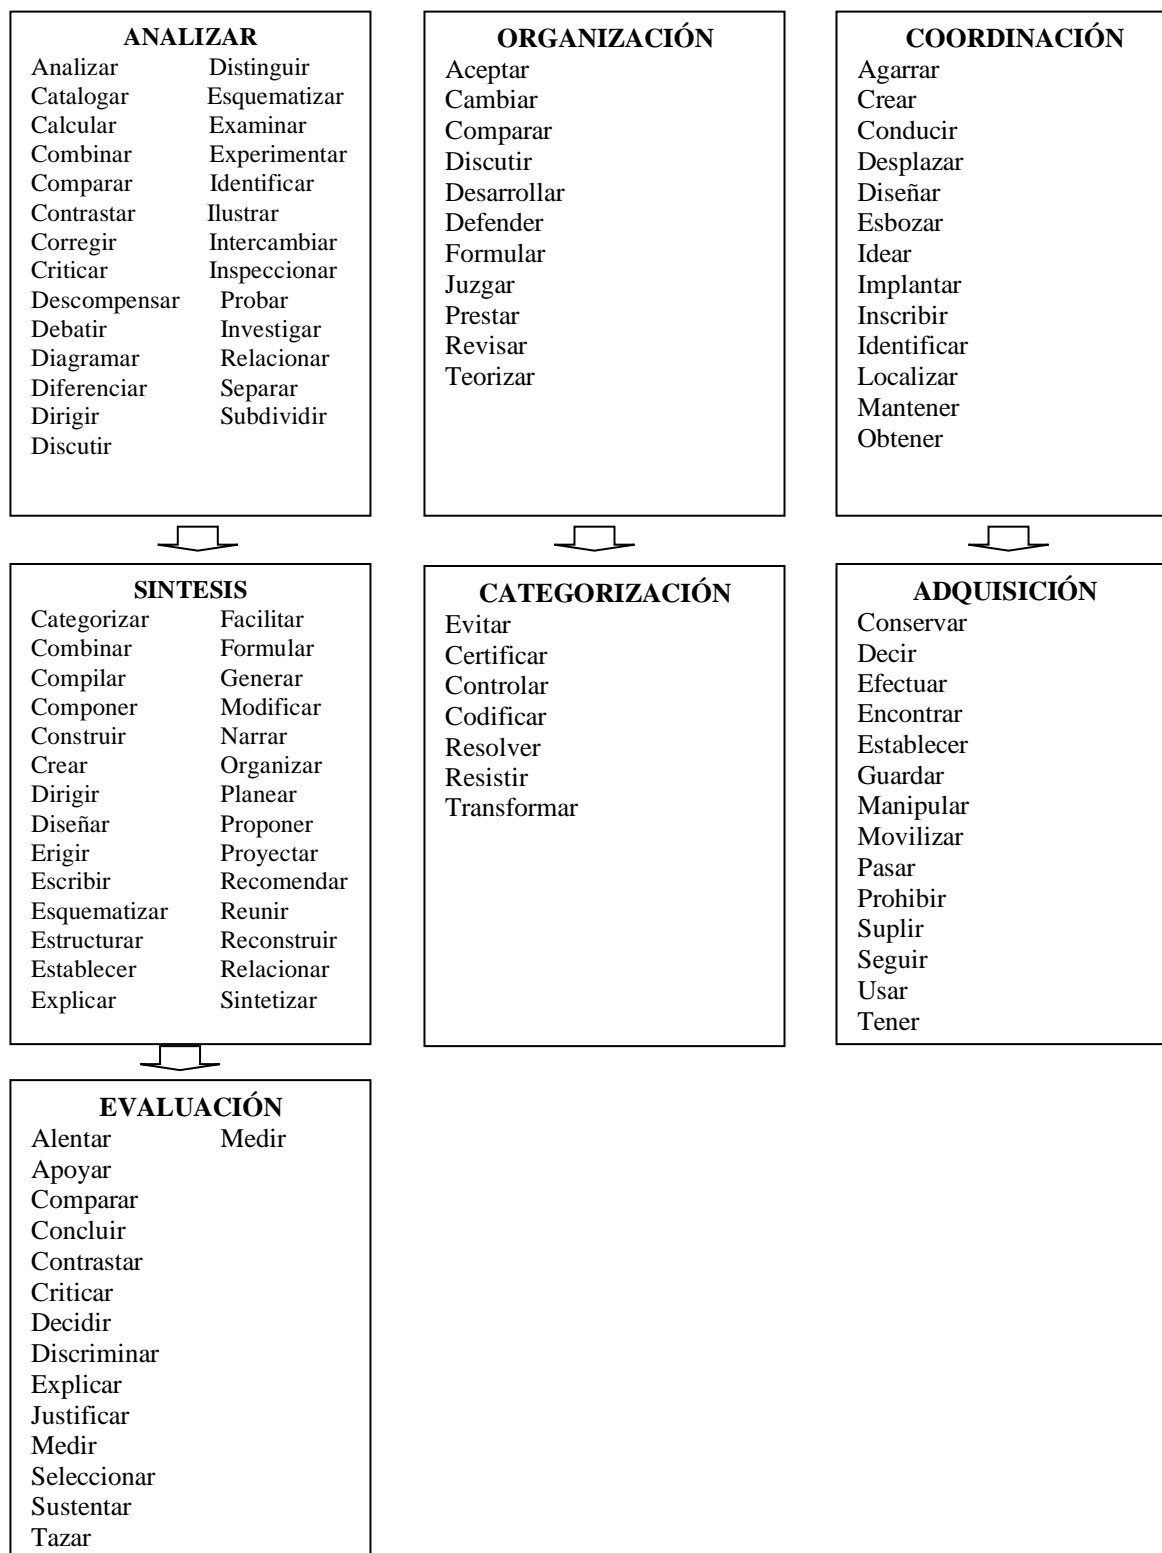 ANALIZAR
Analizar Distinguir
Catalogar Esquematizar
Calcular Examinar
Combinar Experimentar
Comparar Identificar
Contrastar Ilustrar
Corregir Intercambiar
Criticar Inspeccionar
Descompensar Probar
Debatir Investigar
Diagramar Relacionar
Diferenciar Separar
Dirigir Subdividir
Discutir
ORGANIZACIÓN
Aceptar
Cambiar
Comparar
Discutir
Desarrollar
Defender
Formular
Juzgar
Prestar
Revisar
Teorizar
COORDINACIÓN
Agarrar
Crear
Conducir
Desplazar
Diseñar
Esbozar
Idear
Implantar
Inscribir
Identificar
Localizar
Mantener
Obtener
SINTESIS
Categorizar Facilitar
Combinar Formular
Compilar Generar
Componer Modificar
Construir Narrar
Crear Organizar
Dirigir Planear
Diseñar Proponer
Erigir Proyectar
Escribir Recomendar
Esquematizar Reunir
Estructurar Reconstruir
Establecer Relacionar
Explicar Sintetizar
CATEGORIZACIÓN
Evitar
Certificar
Controlar
Codificar
Resolver
Resistir
Transformar
ADQUISICIÓN
Conservar
Decir
Efectuar
Encontrar
Establecer
Guardar
Manipular
Movilizar
Pasar
Prohibir
Suplir
Seguir
Usar
Tener
EVALUACIÓN
Alentar Medir
Apoyar
Comparar
Concluir
Contrastar
Criticar
Decidir
Discriminar
Explicar
Justificar
Medir
Seleccionar
Sustentar
Tazar